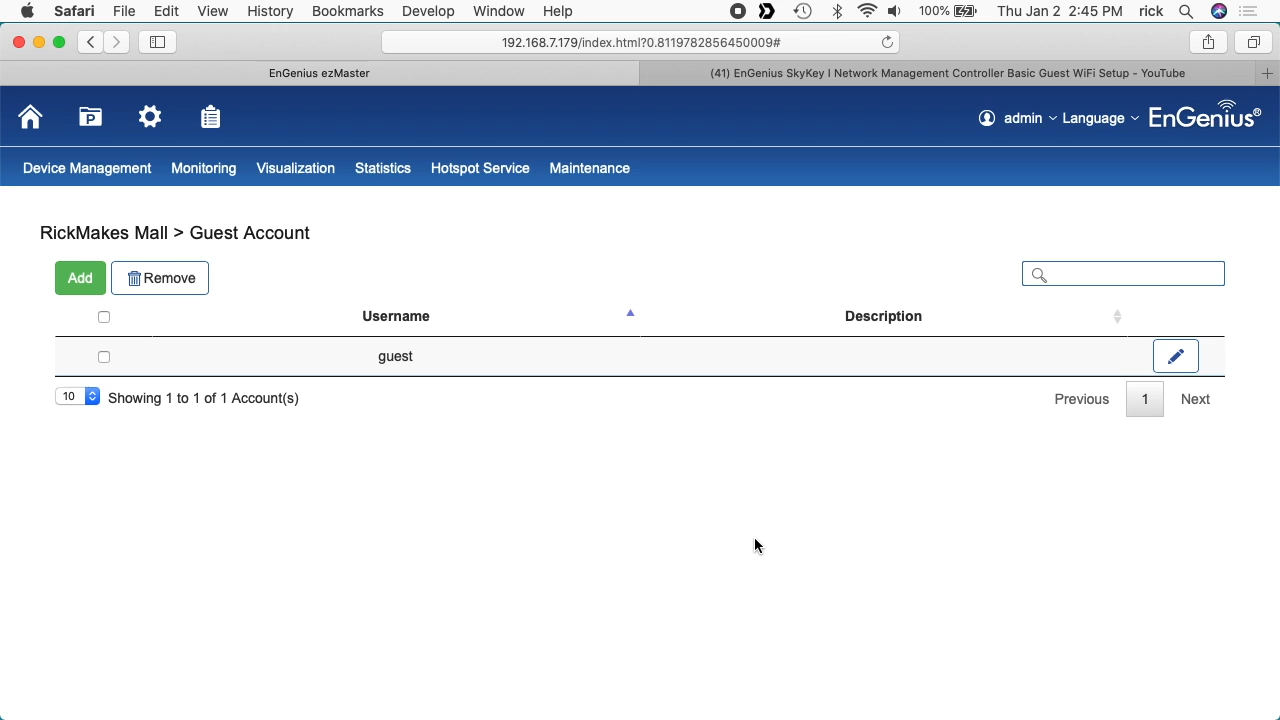 Safari File Edit View History Bookmarks Develop Window Help 100% Thu Jan 2 2:45 PM rick
192.168.7.179/index.html?0.8119782856450009#
EnGenius ezMaster (41) EnGenius SkyKey I Network Management Controller Basic Guest WiFi Setup - YouTube
P admin Language EnGenius®
Device Management Monitoring Visualization Statistics Hotspot Service Maintenance
RickMakes Mall > Guest Account
Add Remove
Username Description
guest
10 Showing 1 to 1 of 1 Account(s) Previous 1 Next